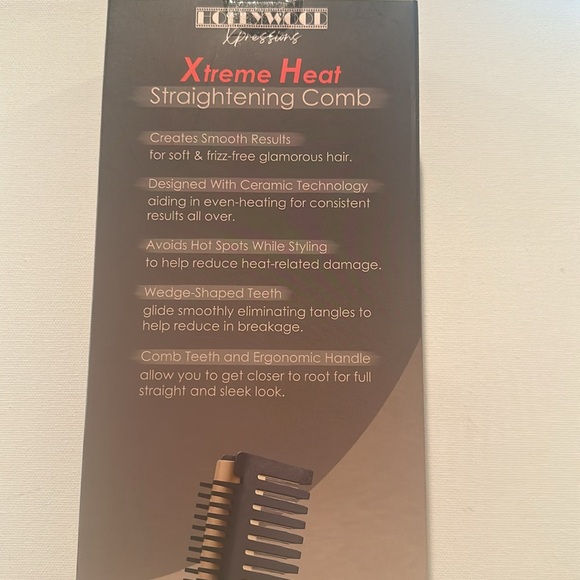 HOLLYWOOD
Xpressions
Xtreme Heat
Straightening Comb
Creates Smooth Results
for soft & frizz-free glamorous hair.
Designed With Ceramic Technology
aiding in even-heating for consistent
results all over.
Avoids Hot Spots While Styling
to help reduce heat-related damage.
Wedge-Shaped Teeth
glide smoothly eliminating tangles to
help reduce in breakage.
Comb Teeth and Ergonomic Handle
allow you to get closer to root for full
straight and sleek look.